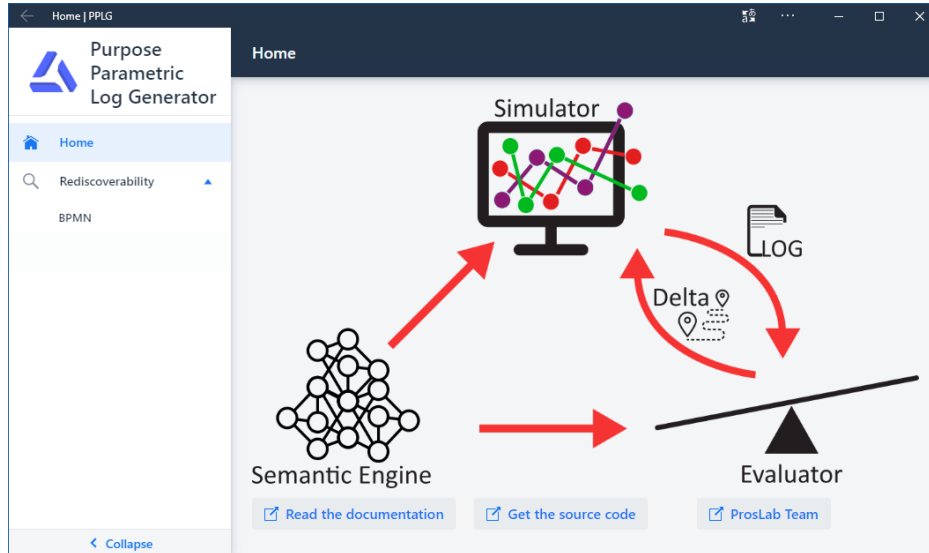 Home | PPLG
Purpose
Parametric
Log Generator
Home
Home
Rediscoverability
BPMN
Simulator
LOG
Delta
Semantic Engine
Evaluator
Read the documentation
Get the source code
ProsLab Team
Collapse